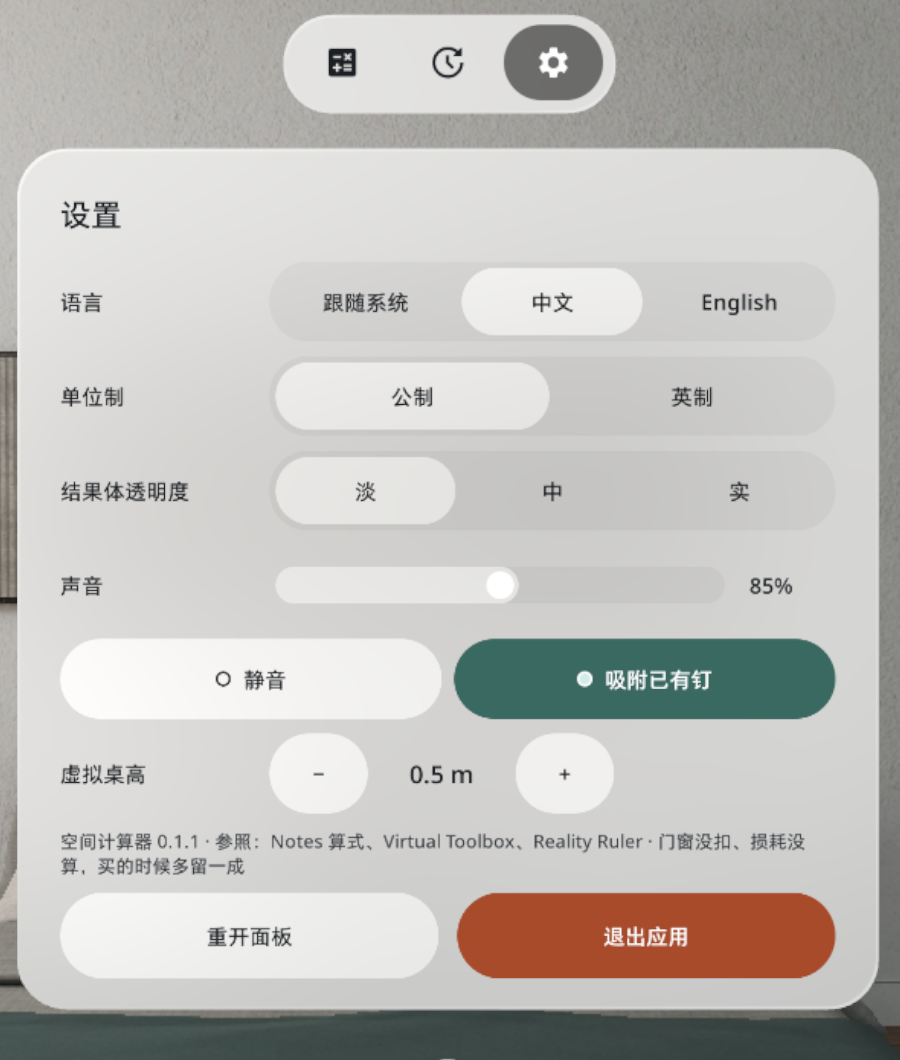 设置
语言 跟随系统 中文 English
单位制 公制 英制
结果体透明度 淡 中 实
声音 85%
静音 吸附已有钉
虚拟桌高 − 0.5 m +
空间计算器 0.1.1 · 参照：Notes 算式、Virtual Toolbox、Reality Ruler · 门窗没扣、损耗没
算，买的时候多留一成
重开面板 退出应用